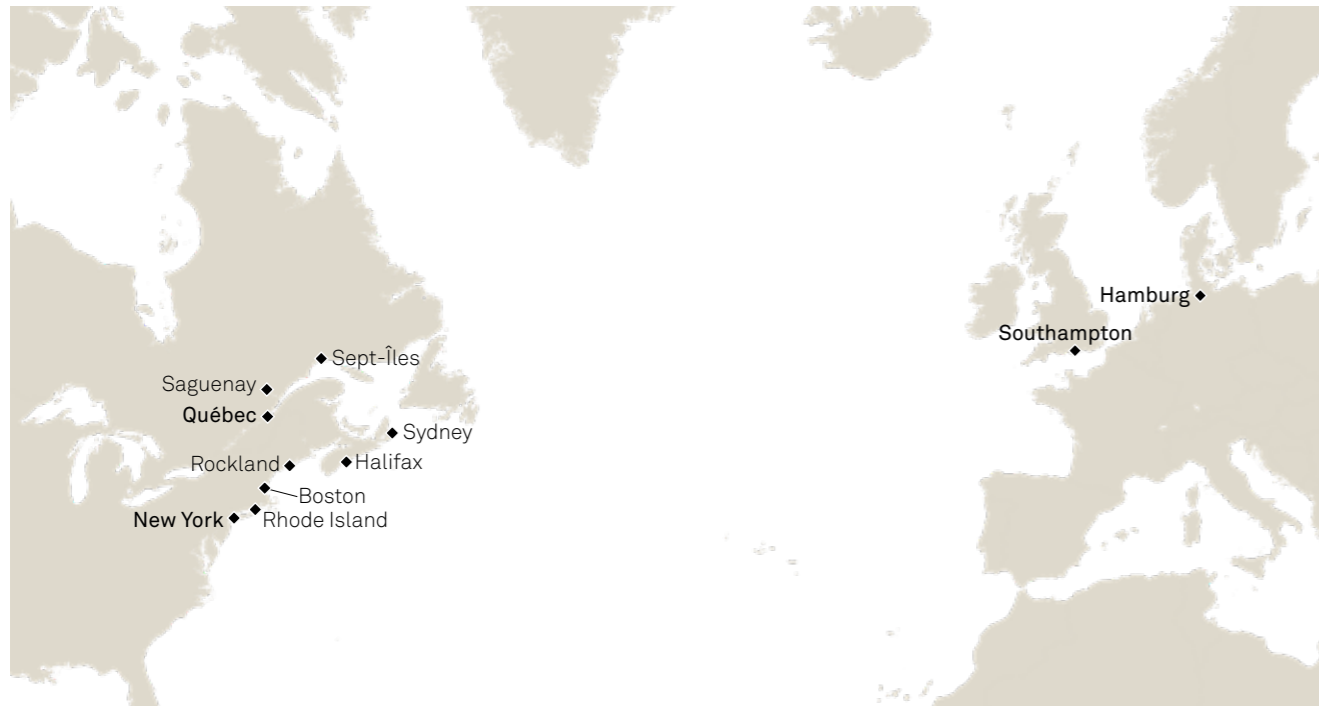 Hamburg
Southampton
Sept-Îles
Saguenay
Québec
Sydney
Rockland
Halifax
Boston
New York
Rhode Island